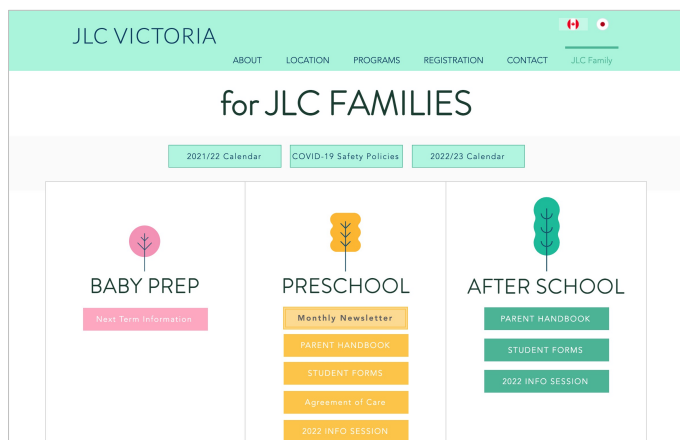 JLC VICTORIA
ABOUT LOCATION PROGRAMS REGISTRATION CONTACT JLC Family
for JLC FAMILIES
2021/22 Calendar COVID-19 Safety Policies 2022/23 Calendar
BABY PREP
Next Term Information
PRESCHOOL
Monthly Newsletter
PARENT HANDBOOK
STUDENT FORMS
Agreement of Care
2022 INFO SESSION
AFTER SCHOOL
PARENT HANDBOOK
STUDENT FORMS
2022 INFO SESSION